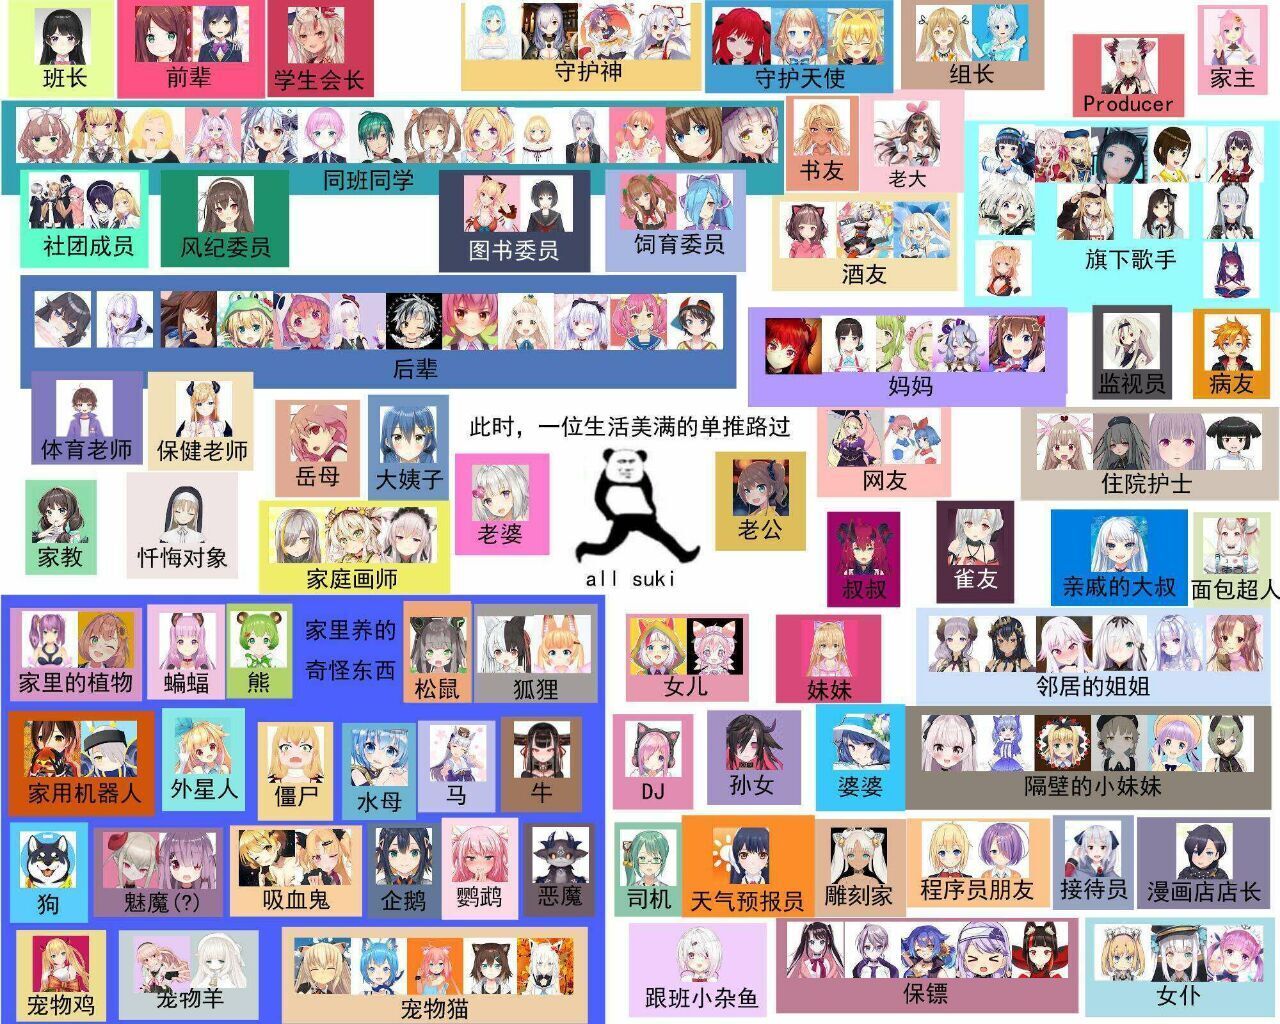 班长
前辈
学生会长
守护神
守护天使
组长
Producer
家主
同班同学
书友
老大
社团成员
风纪委员
图书委员
饲育委员
酒友
旗下歌手
后辈
妈妈
监视员
病友
体育老师
保健老师
岳母
大姨子
此时，一位生活美满的单推路过
网友
住院护士
家教
忏悔对象
家庭画师
老婆
all suki
老公
叔叔
雀友
亲戚的大叔
面包超人
家里的植物
蝙蝠
熊
家里养的
奇怪东西
松鼠
狐狸
女儿
妹妹
邻居的姐姐
家用机器人
外星人
僵尸
水母
马
牛
DJ
孙女
婆婆
隔壁的小妹妹
狗
魅魔(?)
吸血鬼
企鹅
鹦鹉
恶魔
司机
天气预报员
雕刻家
程序员朋友
接待员
漫画店店长
宠物鸡
宠物羊
宠物猫
跟班小杂鱼
保镖
女仆